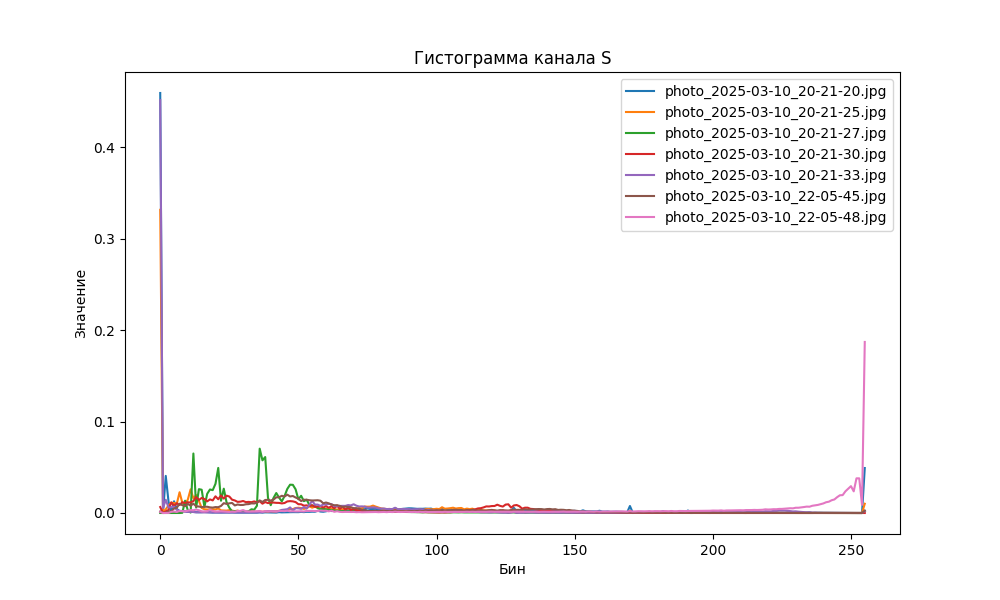 Гистограмма канала S
photo_2025-03-10_20-21-20.jpg
photo_2025-03-10_20-21-25.jpg
photo_2025-03-10_20-21-27.jpg
photo_2025-03-10_20-21-30.jpg
photo_2025-03-10_20-21-33.jpg
photo_2025-03-10_22-05-45.jpg
photo_2025-03-10_22-05-48.jpg
Значение
0.4
0.3
0.2
0.1
0.0
0 50 100 150 200 250
Бин